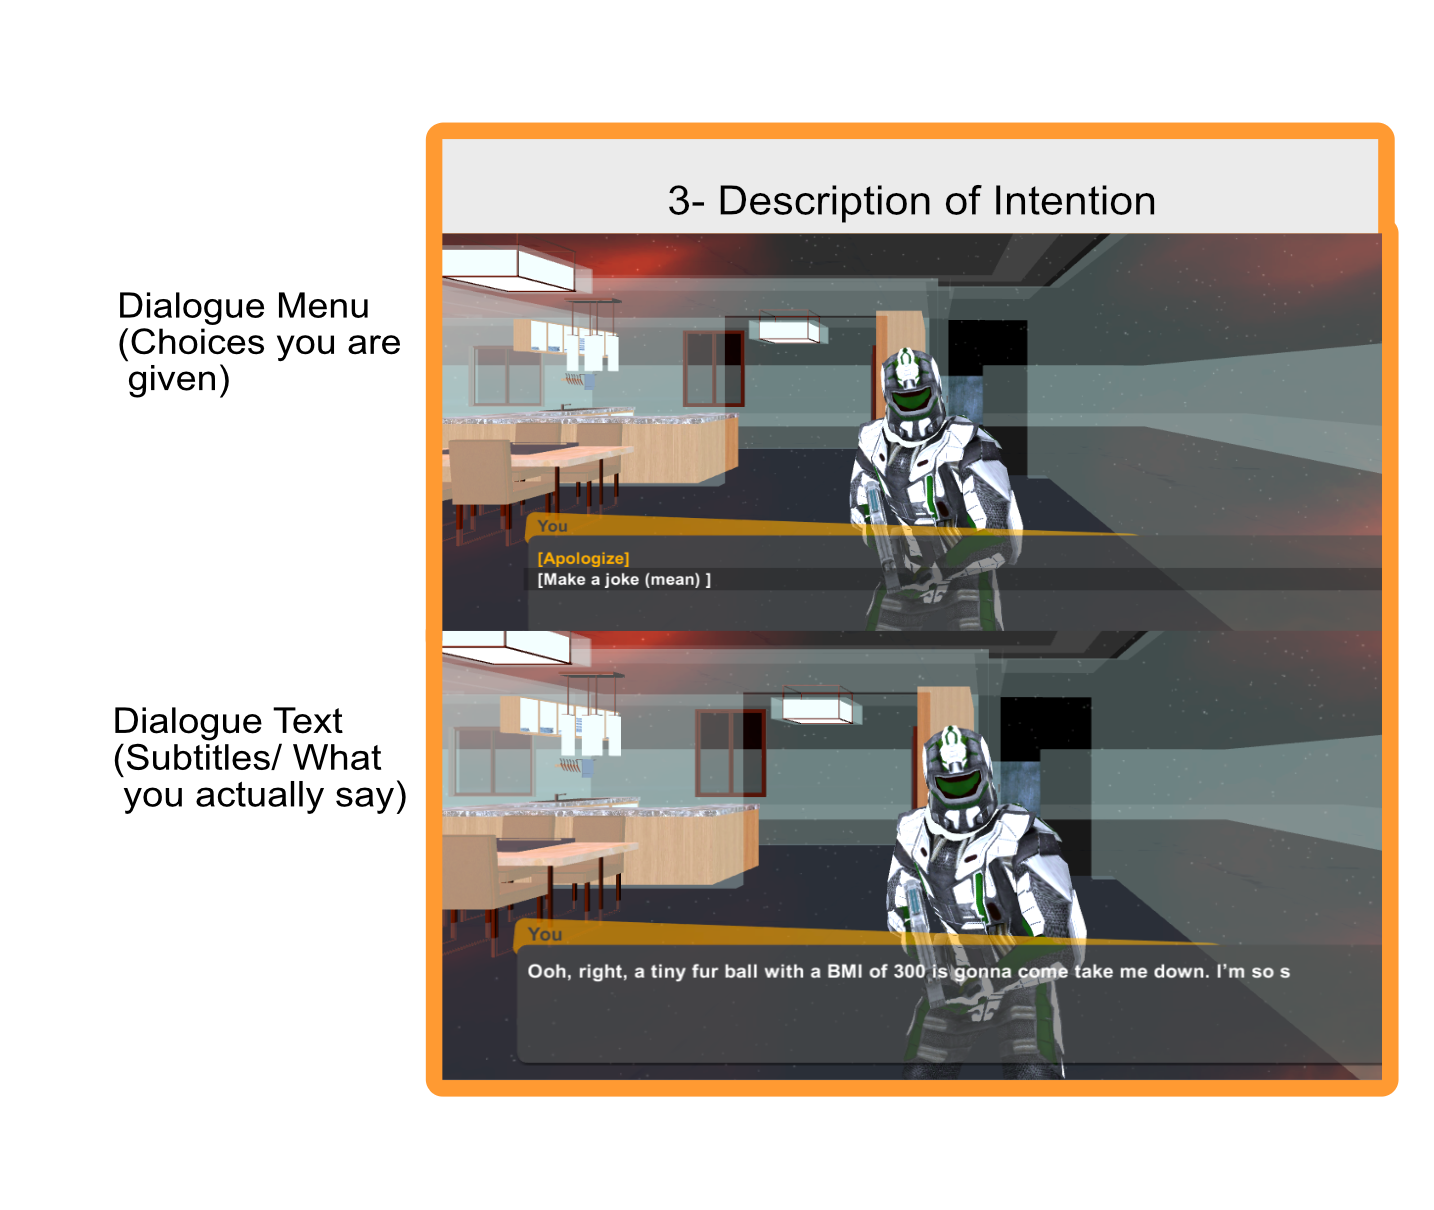 3- Description of Intention
Dialogue Menu
(Choices you are
given)
You
[Apologize]
[Make a joke (mean) ]
Dialogue Text
(Subtitles/ What
you actually say)
You
Ooh, right, a tiny fur ball with a BMI of 300 is gonna come take me down. I'm so s